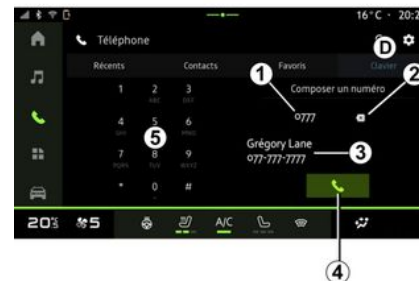 16°C · 20:2
Téléphone
D
Récents
Contacts
Favoris
Clavier
1
2
1
2
3
ABC
DEF
Composer un numéro
0777
4
5
6
GHI
MNO
5
Grégory Lane
077-777-7777
3
7
8
9
PQRS
TUV
WXYZ
*
0
#
20
5
A/C
4